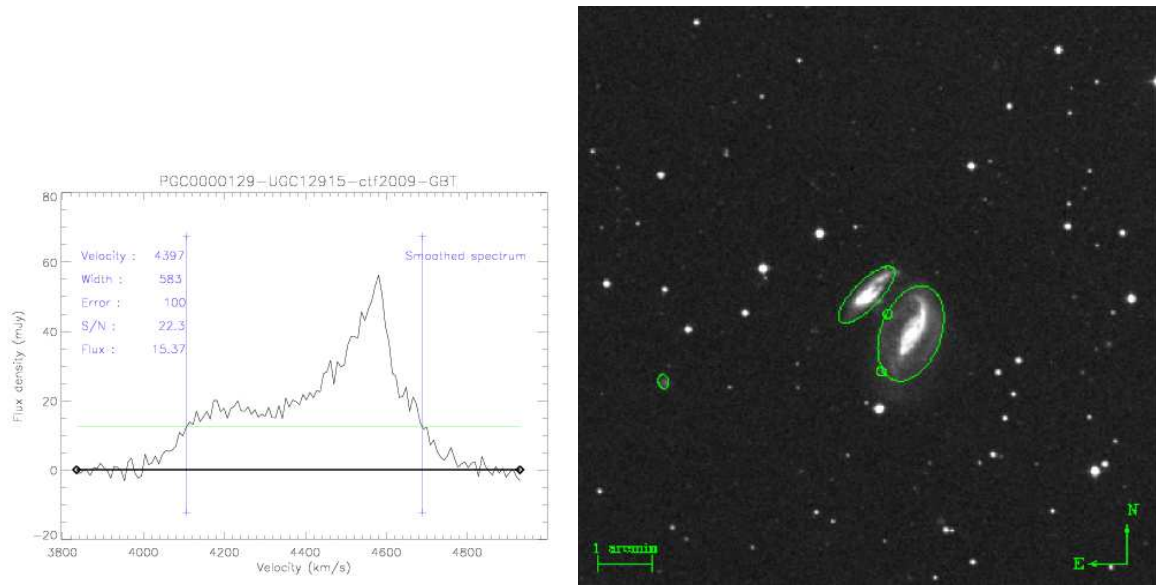 PGC0000129-UGC12915-ctf2009-GBT
80
60
40
20
0
-20
Flux density (mJy)
Velocity : 4397
Width : 583
Error : 100
S/N : 22.3
Flux : 15.37
Smoothed spectrum
3800 4000 4200 4400 4600 4800
Velocity (km/s)
1 arcmin
N
E